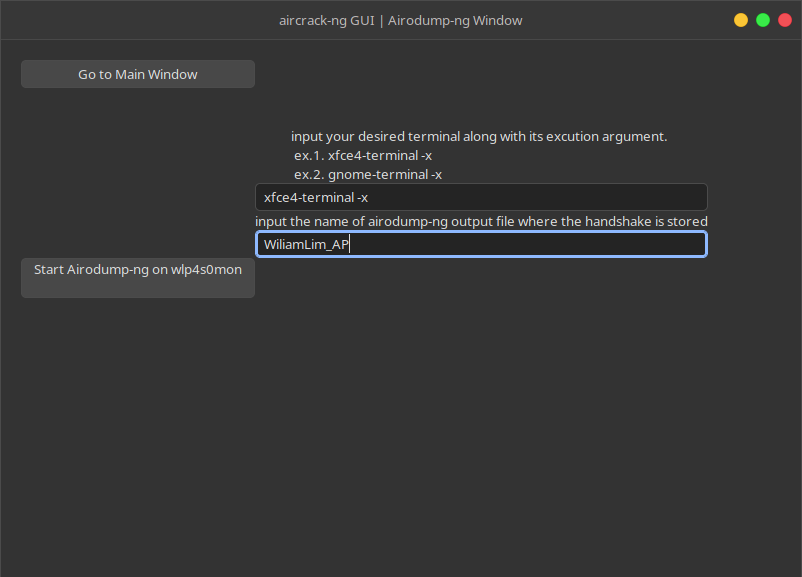 aircrack-ng GUI | Airodump-ng Window
Go to Main Window
input your desired terminal along with its excution argument.
ex.1. xfce4-terminal -x
ex.2. gnome-terminal -x
xfce4-terminal -x
input the name of airodump-ng output file where the handshake is stored
WiliamLim_AP
Start Airodump-ng on wlp4s0mon